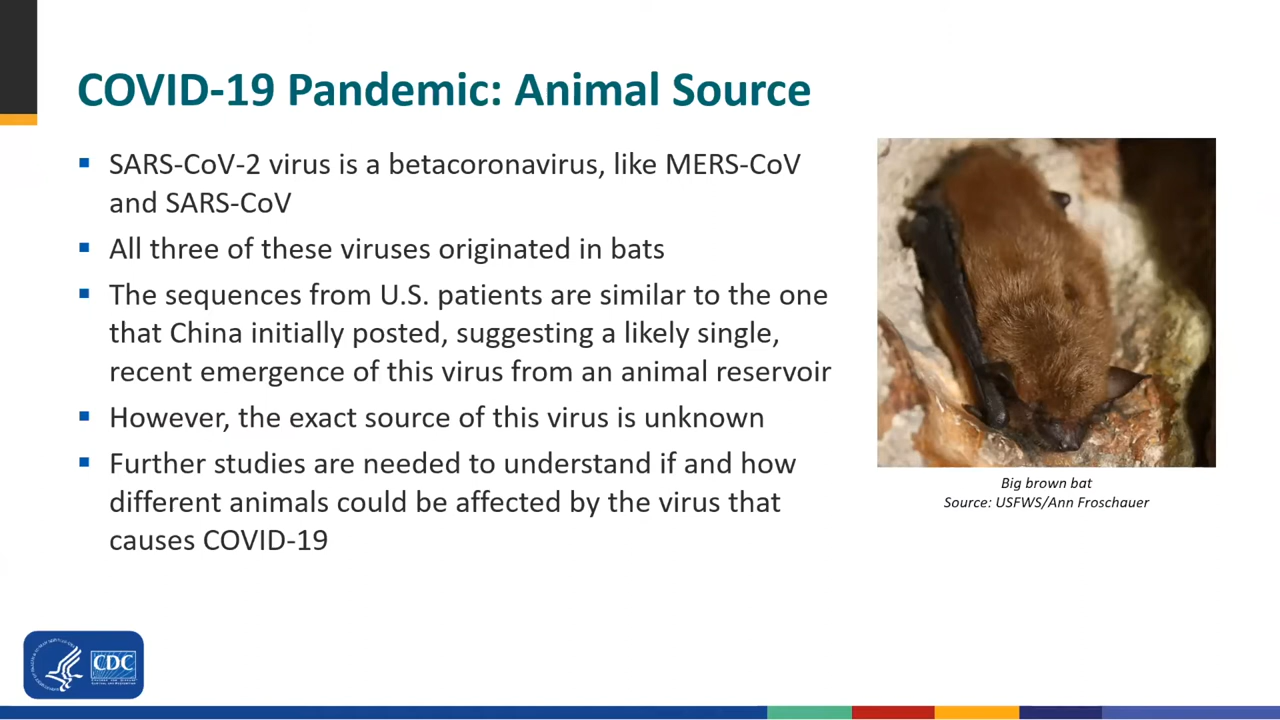 COVID-19 Pandemic: Animal Source
▪ SARS-CoV-2 virus is a betacoronavirus, like MERS-CoV
and SARS-CoV
▪ All three of these viruses originated in bats
▪ The sequences from U.S. patients are similar to the one
that China initially posted, suggesting a likely single,
recent emergence of this virus from an animal reservoir
▪ However, the exact source of this virus is unknown
▪ Further studies are needed to understand if and how
different animals could be affected by the virus that
causes COVID-19
Big brown bat
Source: USFWS/Ann Froschauer
CDC